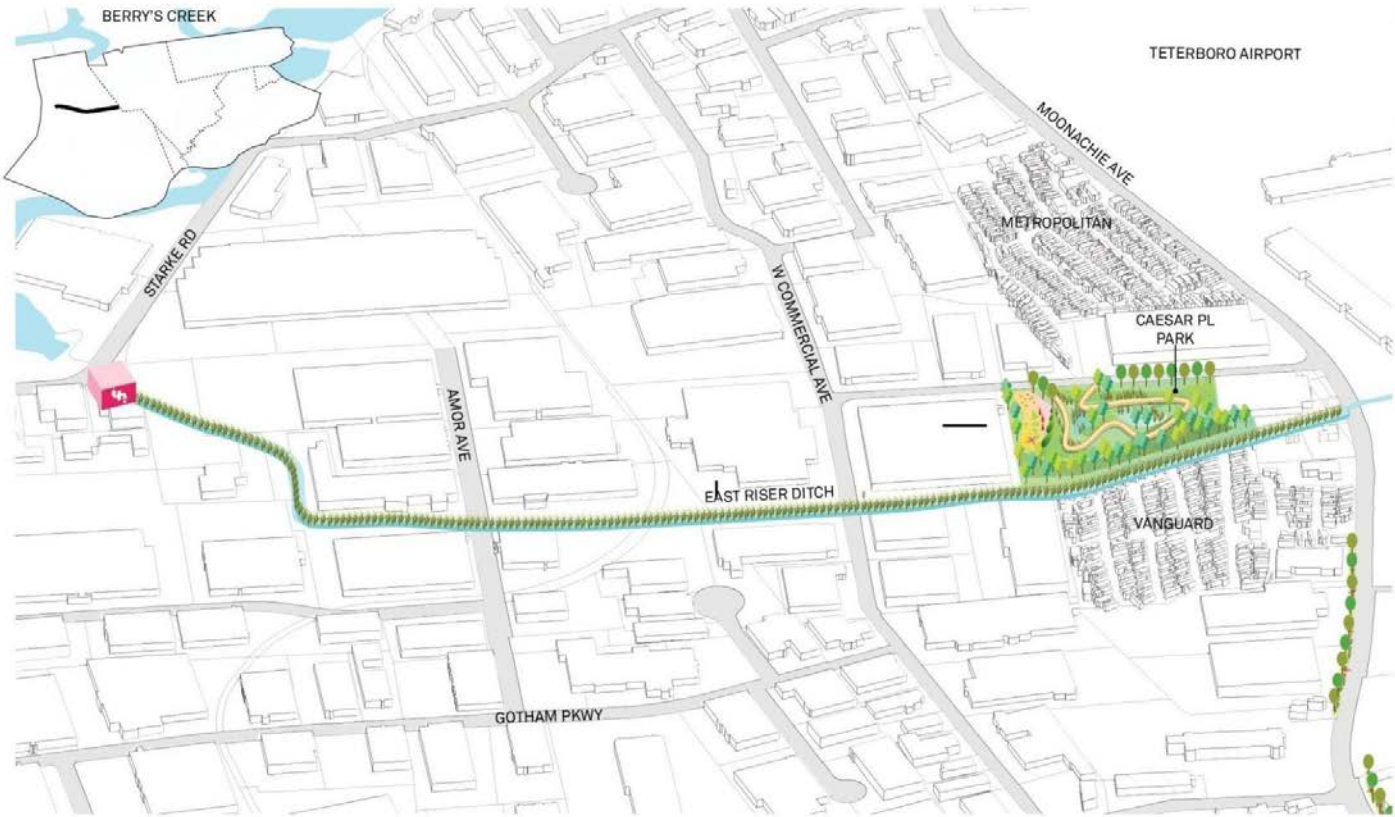 BERRY'S CREEK
TETERBORO AIRPORT
MOONACHIE AVE
METROPOLITAN
STARKE RD
W COMMERCIAL AVE
CAESAR PL
PARK
AMOR AVE
EAST RISER DITCH
VANGUARD
GOTHAM PKWY